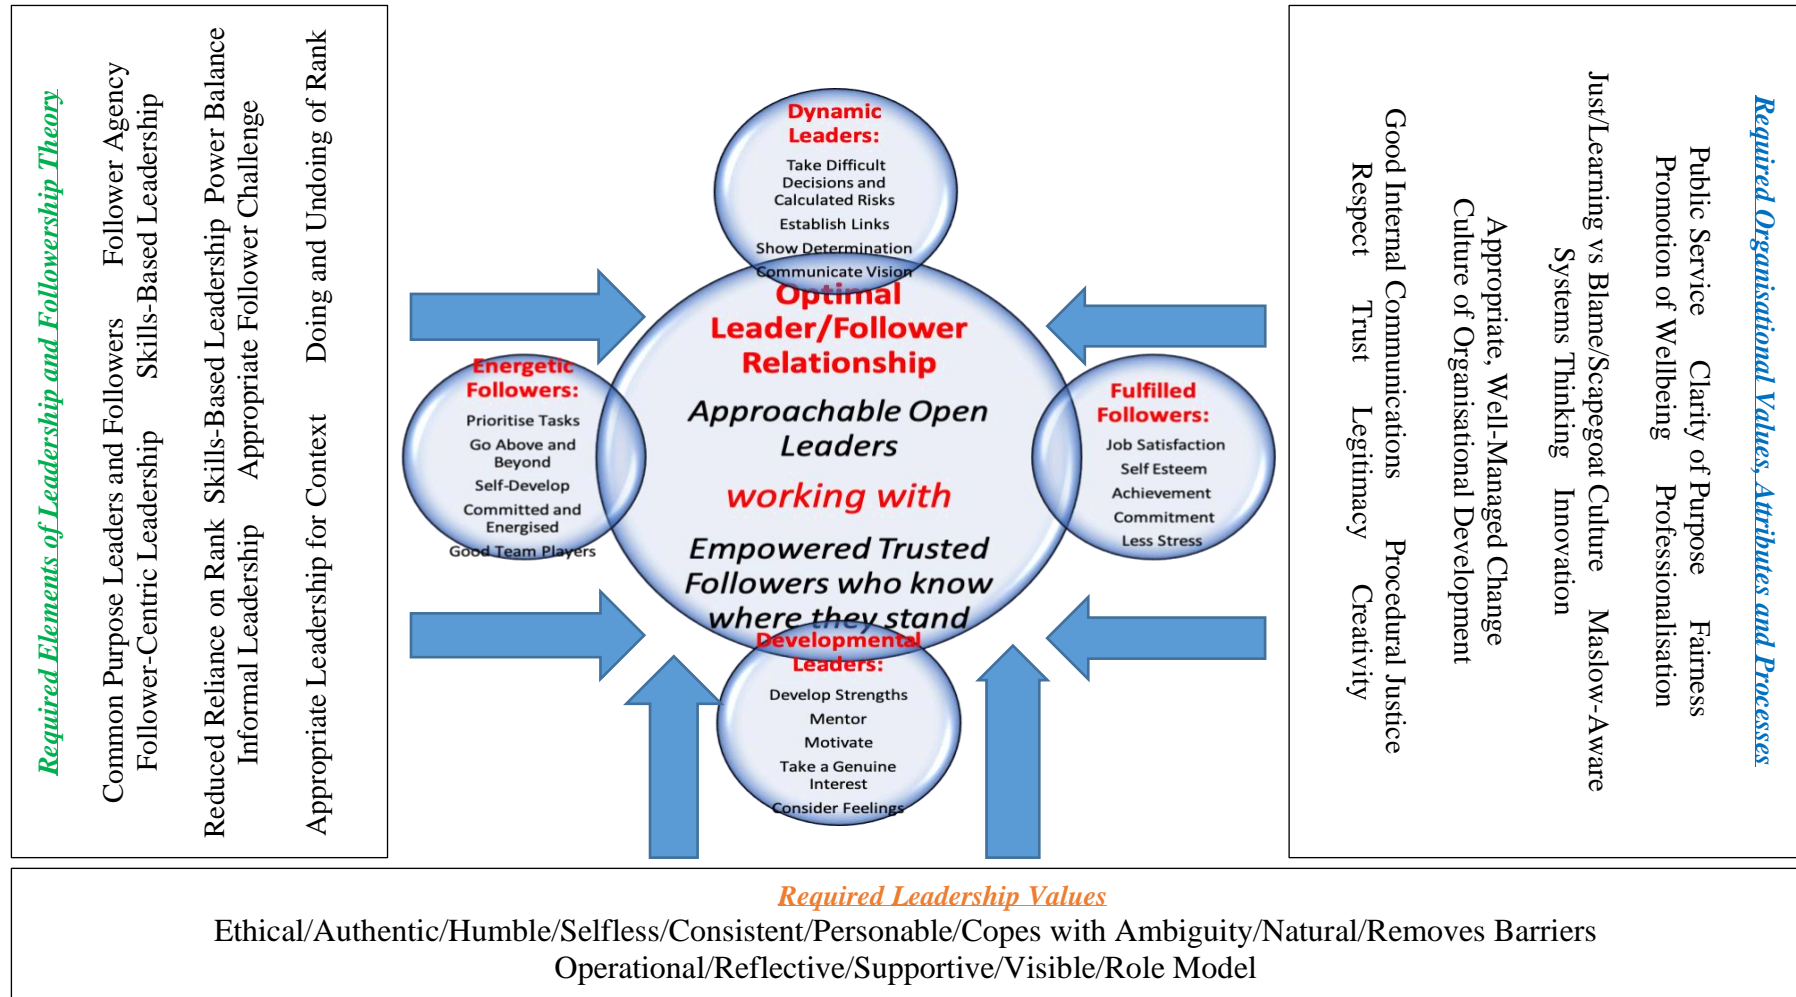 Required Elements of Leadership and Followership Theory
Common Purpose Leaders and Followers Follower Agency
Follower-Centric Leadership Skills-Based Leadership
Reduced Reliance on Rank Skills-Based Leadership Power Balance
Informal Leadership Appropriate Follower Challenge
Appropriate Leadership for Context Doing and Undoing of Rank
Dynamic
Leaders:
Take Difficult
Decisions and
Calculated Risks
Establish Links
Show Determination
Communicate Vision
Optimal
Leader/Follower
Relationship
Approachable Open
Leaders
working with
Empowered Trusted
Followers who know
where they stand
Energetic
Followers:
Prioritise Tasks
Go Above and
Beyond
Self-Develop
Committed and
Energised
Good Team Players
Fulfilled
Followers:
Job Satisfaction
Self Esteem
Achievement
Commitment
Less Stress
Developmental
Leaders:
Develop Strengths
Mentor
Motivate
Take a Genuine
Interest
Consider Feelings
Required Organisational Values, Attributes and Processes
Public Service Clarity of Purpose Fairness
Promotion of Wellbeing Professionalisation
Just/Learning vs Blame/Scapegoat Culture Maslow-Aware
Systems Thinking Innovation
Appropriate, Well-Managed Change
Culture of Organisational Development
Good Internal Communications Procedural Justice
Respect Trust Legitimacy Creativity
Required Leadership Values
Ethical/Authentic/Humble/Selfless/Consistent/Personable/Copes with Ambiguity/Natural/Removes Barriers
Operational/Reflective/Supportive/Visible/Role Model